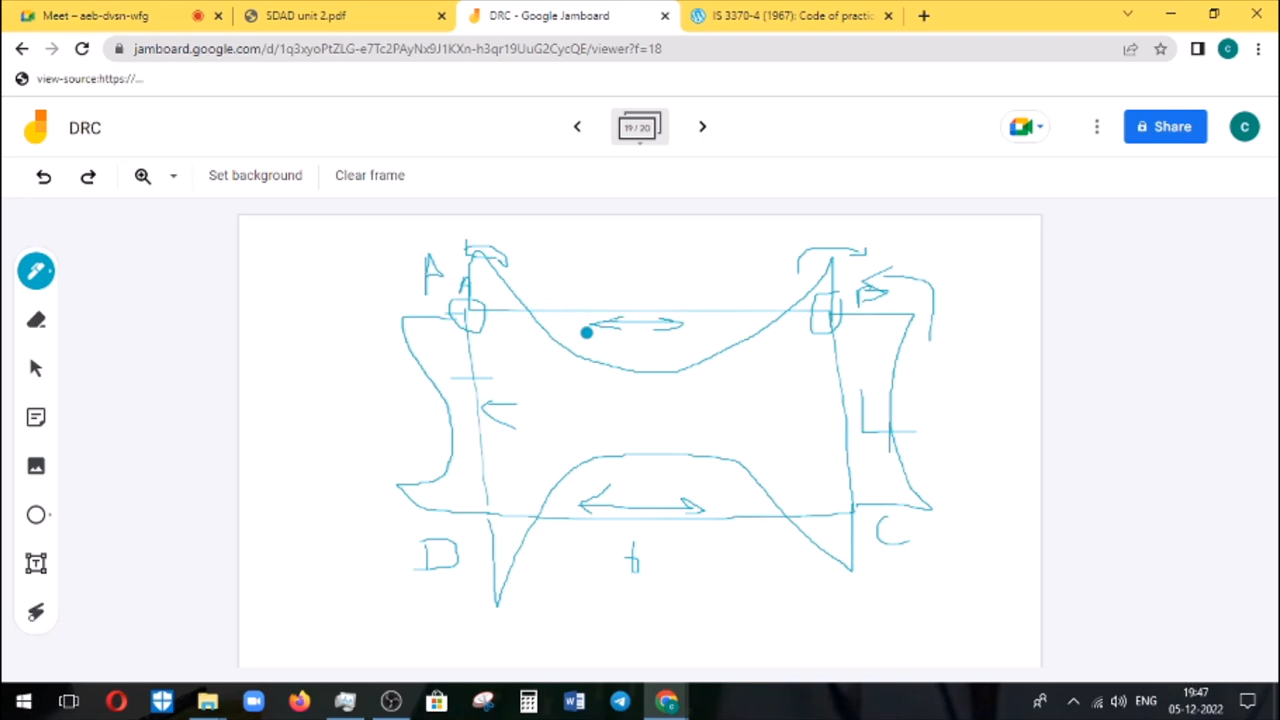 Meet – aeb-dvsn-wfg
SDAD unit 2.pdf
DRC - Google Jamboard
IS 3370-4 (1967): Code of practic
jamboard.google.com/d/1q3xyoPtZLG-e7Tc2PAyNx9J1KXn-h3qr19UuG2CycQE/viewer?f=18
C
view-source:https://...
DRC
19 / 20
Share
C
Set background
Clear frame
A
D
C
ENG
19:47
05-12-2022